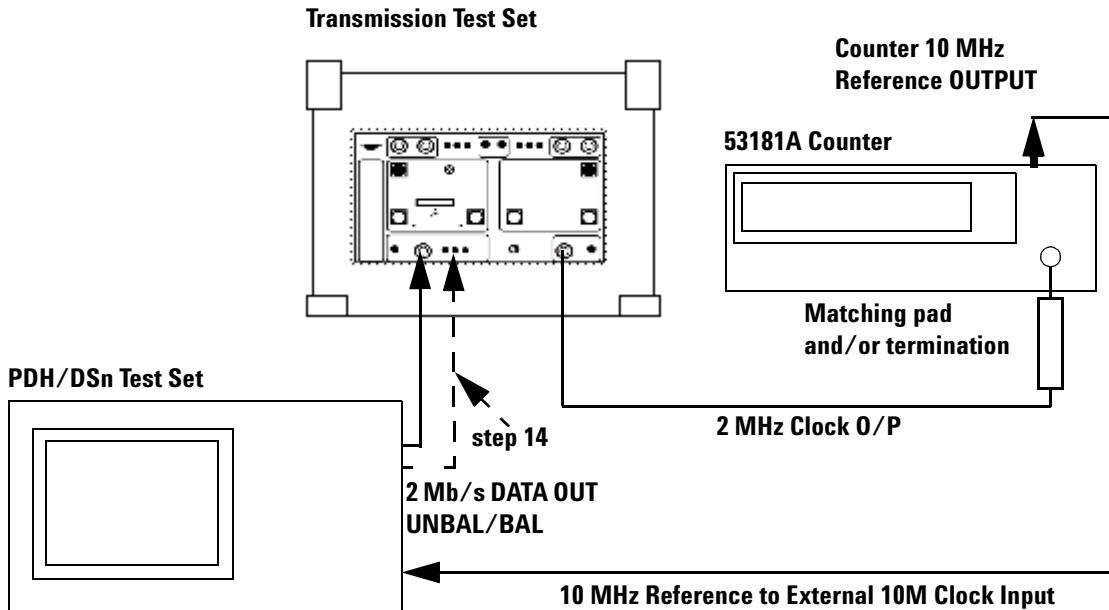 Transmission Test Set
Counter 10 MHz
Reference OUTPUT
53181A Counter
Matching pad
and/or termination
PDH/DSn Test Set
2 MHz Clock O/P
step 14
2 Mb/s DATA OUT
UNBAL/BAL
10 MHz Reference to External 10M Clock Input